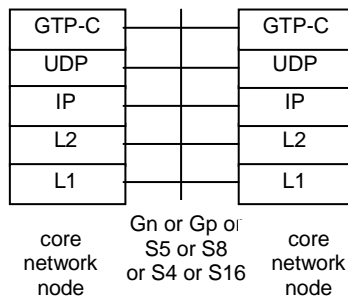 GTP-C
UDP
IP
L2
L1
GTP-C
UDP
IP
L2
L1
core
network
node
Gn or Gp or
S5 or S8
or S4 or S16
core
network
node